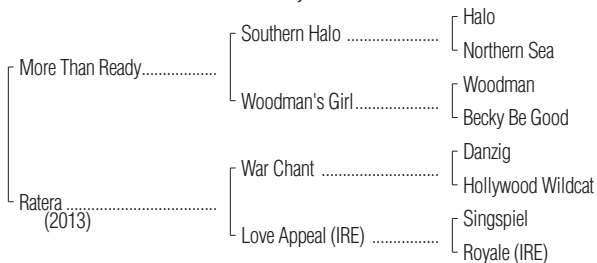 Halo
Southern Halo ..................
Northern Sea
More Than Ready.................
Woodman
Woodman's Girl................
Becky Be Good
Danzig
War Chant .......................
Hollywood Wildcat
Ratera .................................
(2013)
Singspiel
Love Appeal (IRE) .............
Royale (IRE)